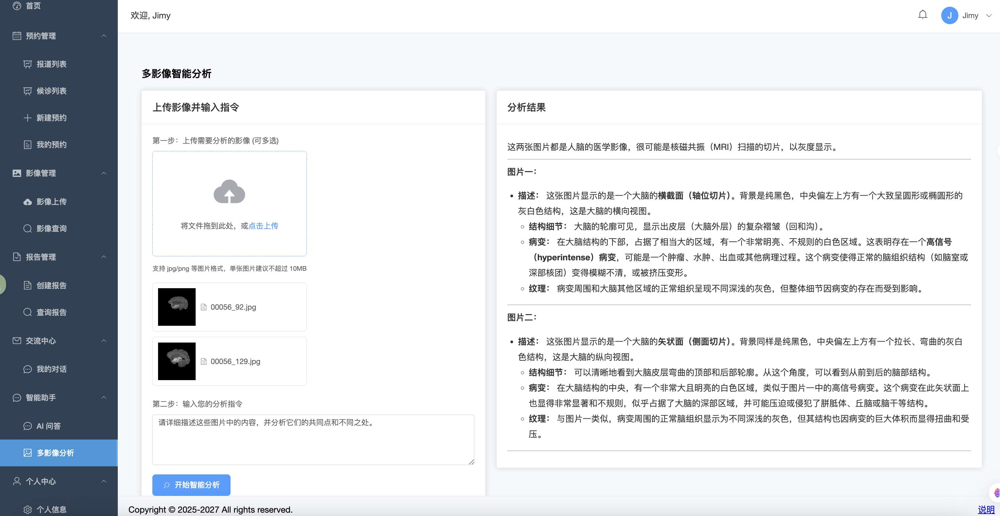 首页
预约管理
报道列表
候诊列表
新建预约
我的预约
影像管理
影像上传
影像查询
报告管理
创建报告
查询报告
交流中心
我的对话
智能助手
AI 问答
多影像分析
个人中心
个人信息
欢迎, Jimy
J
Jimy
多影像智能分析
上传影像并输入指令
第一步：上传需要分析的影像 (可多选)
将文件拖到此处，或点击上传
支持 jpg/png 等图片格式，单张图片建议不超过 10MB
00056_92.jpg
00056_129.jpg
第二步：输入您的分析指令
请详细描述这些图片中的内容，并分析它们的共同点和不同之处。
开始智能分析
分析结果
这两张图片都是人脑的医学影像，很可能是核磁共振（MRI）扫描的切片，以灰度显示。
图片一：
描述： 这张图片显示的是一个大脑的横截面（轴位切片）。背景是纯黑色，中央偏左上方有一个大致呈圆形或椭圆形的
灰白色结构，这是大脑的横向视图。
结构细节： 大脑的轮廓可见，显示出皮层（大脑外层）的复杂褶皱（回和沟）。
病变： 在大脑结构的下部，占据了相当大的区域，有一个非常明亮、不规则的白色区域。这表明存在一个高信号
（hyperintense）病变，可能是一个肿瘤、水肿、出血或其他病理过程。这个病变使得正常的脑组织结构（如脑室或
深部核团）变得模糊不清，或被挤压变形。
纹理： 病变周围和大脑其他区域的正常组织呈现不同深浅的灰色，但整体细节因病变的存在而受到影响。
图片二：
描述： 这张图片显示的是一个大脑的矢状面（侧面切片）。背景同样是纯黑色，中央偏左上方有一个拉长、弯曲的灰白
色结构，这是大脑的纵向视图。
结构细节： 可以清晰地看到大脑皮层弯曲的顶部和后部轮廓。从这个角度，可以看到从前到后的脑部结构。
病变： 在大脑结构的中央，有一个非常大且明亮的白色区域，类似于图片一中的高信号病变。这个病变在此矢状面上
也显得非常显著和不规则，似乎占据了大脑的深部区域，并可能压迫或侵犯了胼胝体、丘脑或脑干等结构。
纹理： 与图片一类似，病变周围的正常脑组织显示为不同深浅的灰色，但其结构也因病变的巨大体积而显得扭曲和受
压。
Copyright © 2025-2027 All rights reserved.
说明